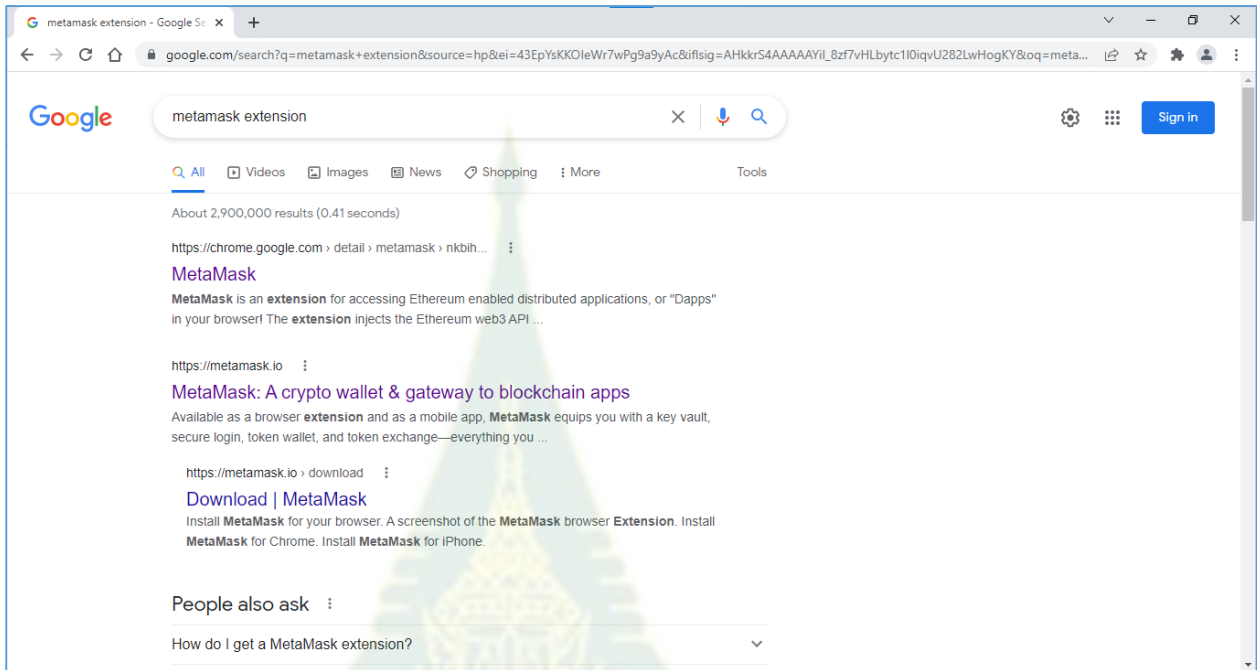 metamask extension - Google Se
google.com/search?q=metamask+extension&source=hp&ei=43EpYsKKOIeWr7wPg9a9yAc&iflsig=AHkkrS4AAAAAYiI_8zf7vHLbytc1I0iqvU282LwHogKY&oq=meta...
Google
metamask extension
Sign in
All Videos Images News Shopping More Tools
About 2,900,000 results (0.41 seconds)
https://chrome.google.com › detail › metamask › nkbih...
MetaMask
MetaMask is an extension for accessing Ethereum enabled distributed applications, or "Dapps"
in your browser! The extension injects the Ethereum web3 API ...
https://metamask.io
MetaMask: A crypto wallet & gateway to blockchain apps
Available as a browser extension and as a mobile app, MetaMask equips you with a key vault,
secure login, token wallet, and token exchange—everything you ...
https://metamask.io › download
Download | MetaMask
Install MetaMask for your browser. A screenshot of the MetaMask browser Extension. Install
MetaMask for Chrome. Install MetaMask for iPhone.
People also ask
How do I get a MetaMask extension?